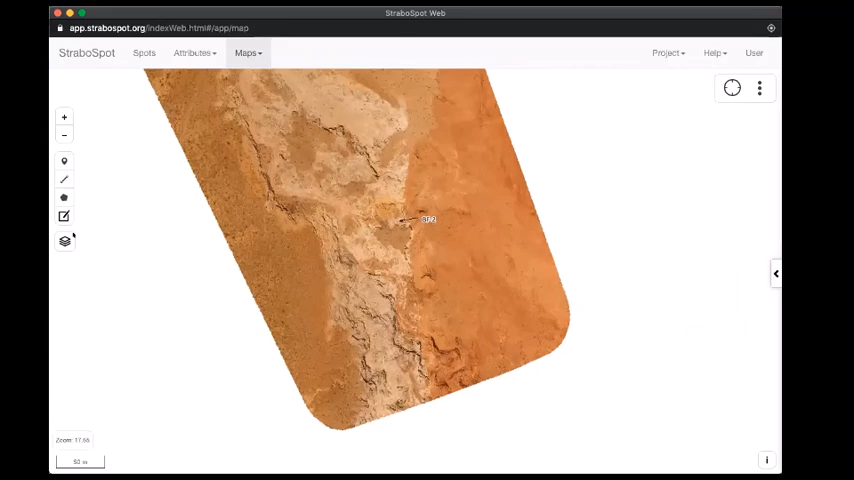 StraboSpot Web
app.strabospot.org/indexWeb.html#/app/map
StraboSpot Spots Attributes Maps Project Help User
Zoom: 17.66
50 m
i